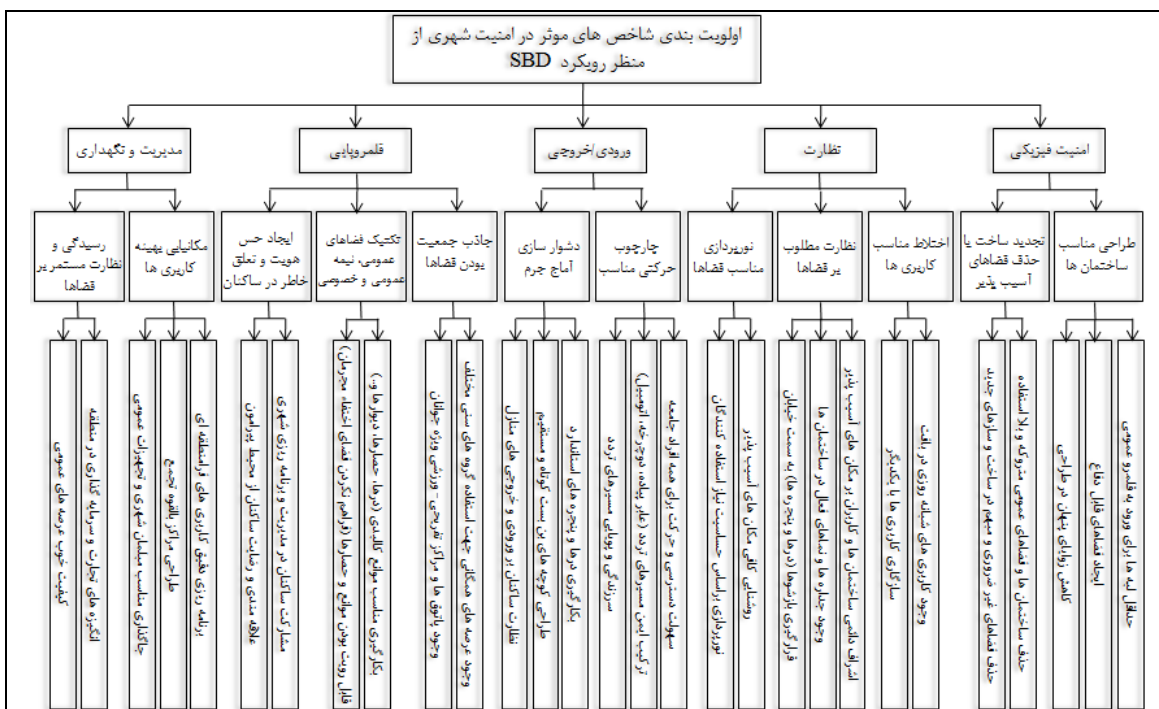 اولویت بندی شاخص های موثر در امنیت شهری از
منظر رویکرد SBD
امنیت فیزیکی
نظارت
ورودی/خروجی
قلمروپایی
مدیریت و نگهداری
طراحی مناسب
ساختمان ها
تجدید ساخت یا
حذف فضاهای
آسیب پذیر
اختلاط مناسب
کاربری ها
نظارت مطلوب
بر فضاها
نورپردازی
مناسب فضاها
چارچوب
حرکتی مناسب
دشوار سازی
آماج جرم
جاذب جمعیت
بودن فضاها
تکتیک فضاهای
عمومی، نیمه
عمومی و خصوصی
ایجاد حس
هویت و تعلق
خاطر در ساکنان
مکانیابی بهینه
کاربری ها
رسیدگی و
نظارت مستمر بر
فضاها
حداقل لبه ها برای ورود به قلمرو عمومی
ایجاد فضاهای قابل دفاع
کاهش زوایای پنهان در طراحی
حذف ساختمان ها و فضاهای عمومی متروکه و بلا استفاده
حذف فضاهای غیر ضروری و مبهم در ساخت و سازهای جدید
وجود کاربری های شبانه روزی در بافت
سازگاری کاربری ها با یکدیگر
اشراف دائمی ساختمان ها و کاربران بر مکان های آسیب پذیر
وجود جداره ها و نماهای فعال در ساختمان ها
قرارگیری بازشوها (درها و پنجره ها) به سمت خیابان
روشنایی کافی مکان های آسیب پذیر
نورپردازی براساس حساسیت نیاز استفاده کنندگان
سهولت دسترسی و حرکت برای همه افراد جامعه
ترکیب ایمن مسیرهای تردد (عابر پیاده، دوچرخه، اتومبیل)
سرزندگی و پویایی مسیرهای تردد
بکارگیری درها و پنجره های استاندارد
طراحی کوچه های بن بست کوتاه و مستقیم
نظارت ساکنان بر ورودی و خروجی های منازل
وجود عرصه های همگانی جهت استفاده گروه های سنی مختلف
وجود پاتوق ها و مراکز تفریحی - ورزشی ویژه جوانان
بکارگیری مناسب موانع کالبدی (درها، حصارها، دیوارها و..)
قابل رویت بودن موانع و حصارها (فراهم نکردن فضای اختفاء مجرمان)
مشارکت ساکنان در مدیریت و برنامه ریزی شهری
علاقه مندی و رضایت ساکنان از محیط پیرامون
برنامه ریزی دقیق کاربری های فرامنطقه ای
طراحی مراکز بالقوه تجمع
جاگذاری مناسب مبلمان شهری و تجهیزات عمومی
انگیزه های تجارت و سرمایه گذاری در منطقه
کیفیت خوب عرصه های عمومی